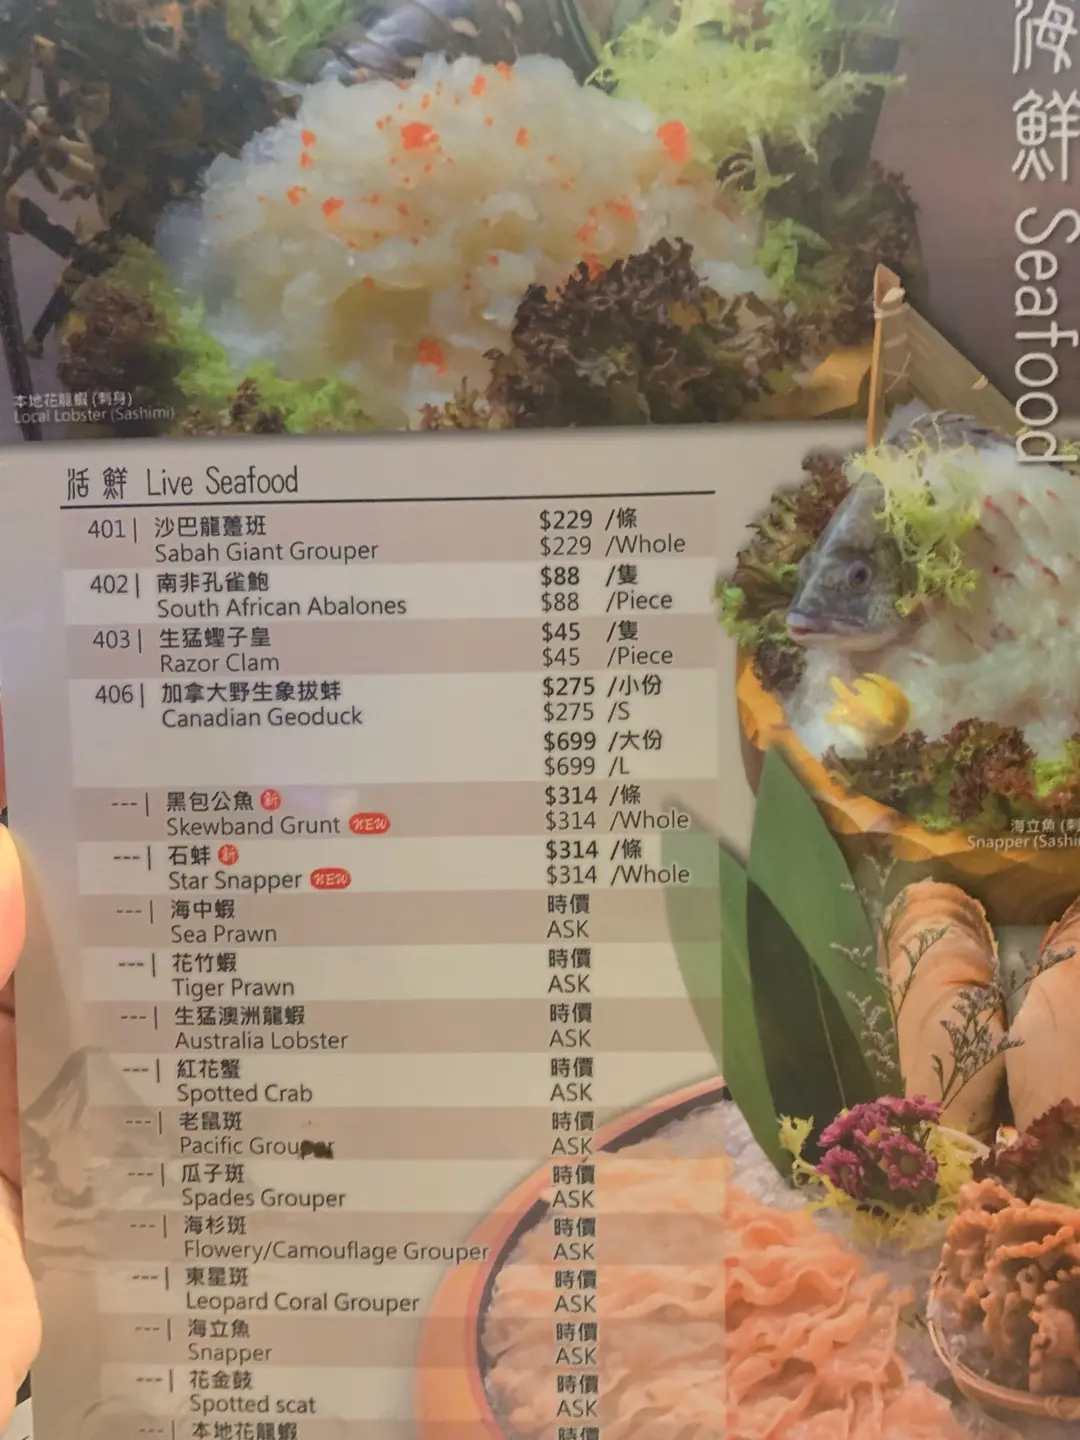 海鮮 Seafood
本地花龍蝦 (刺身)
Local Lobster (Sashimi)
活鮮 Live Seafood
401| 沙巴龍躉班 $229 /條
Sabah Giant Grouper $229 /Whole
402| 南非孔雀鮑 $88 /隻
South African Abalones $88 /Piece
403| 生猛蟶子皇 $45 /隻
Razor Clam $45 /Piece
406| 加拿大野生象拔蚌 $275 /小份
Canadian Geoduck $275 /S
$699 /大份
$699 /L
---| 黑包公魚 新 $314 /條
Skewband Grunt NEW $314 /Whole
---| 石蚌 新 $314 /條
Star Snapper NEW $314 /Whole
---| 海中蝦 時價
Sea Prawn ASK
---| 花竹蝦 時價
Tiger Prawn ASK
---| 生猛澳洲龍蝦 時價
Australia Lobster ASK
---| 紅花蟹 時價
Spotted Crab ASK
---| 老鼠斑 時價
Pacific Grouper ASK
---| 瓜子斑 時價
Spades Grouper ASK
---| 海杉斑 時價
Flowery/Camouflage Grouper ASK
---| 東星斑 時價
Leopard Coral Grouper ASK
---| 海立魚 時價
Snapper ASK
---| 花金鼓 時價
Spotted scat ASK
---| 本地花龍蝦 時價
海立魚 (刺
Snapper (Sashi